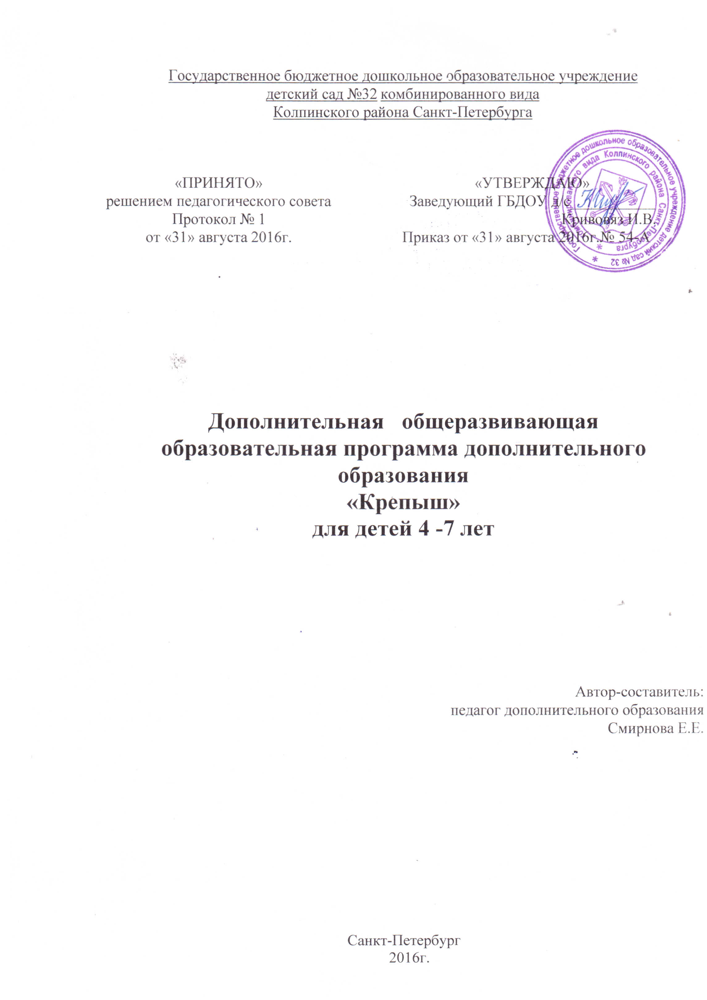 Государственное бюджетное дошкольное образовательное учреждение
детский сад №32 комбинированного вида
Колпинского района Санкт-Петербурга
«ПРИНЯТО»
решением педагогического совета
Протокол № 1
от «31» августа 2016г.
«УТВЕРЖДАЮ»
Заведующий ГБДОУ д/с
Кривовяз И.В.
Приказ от «31» августа 2016г.№ 54-А
Государственное бюджетное дошкольное образовательное учреждение детский сад № 32 *
комбинированного вида Колпинского района Санкт-Петербурга *
Дополнительная общеразвивающая
образовательная программа дополнительного
образования
«Крепыш»
для детей 4 -7 лет
Автор-составитель:
педагог дополнительного образования
Смирнова Е.Е.
Санкт-Петербург
2016г.